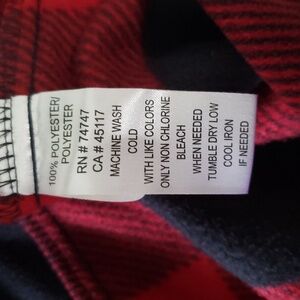 100% POLYESTER/
POLYESTER
RN # 74747
CA # 45117
MACHINE WASH
COLD
WITH LIKE COLORS
ONLY NON CHLORINE
BLEACH
WHEN NEEDED
TUMBLE DRY LOW
COOL IRON
IF NEEDED